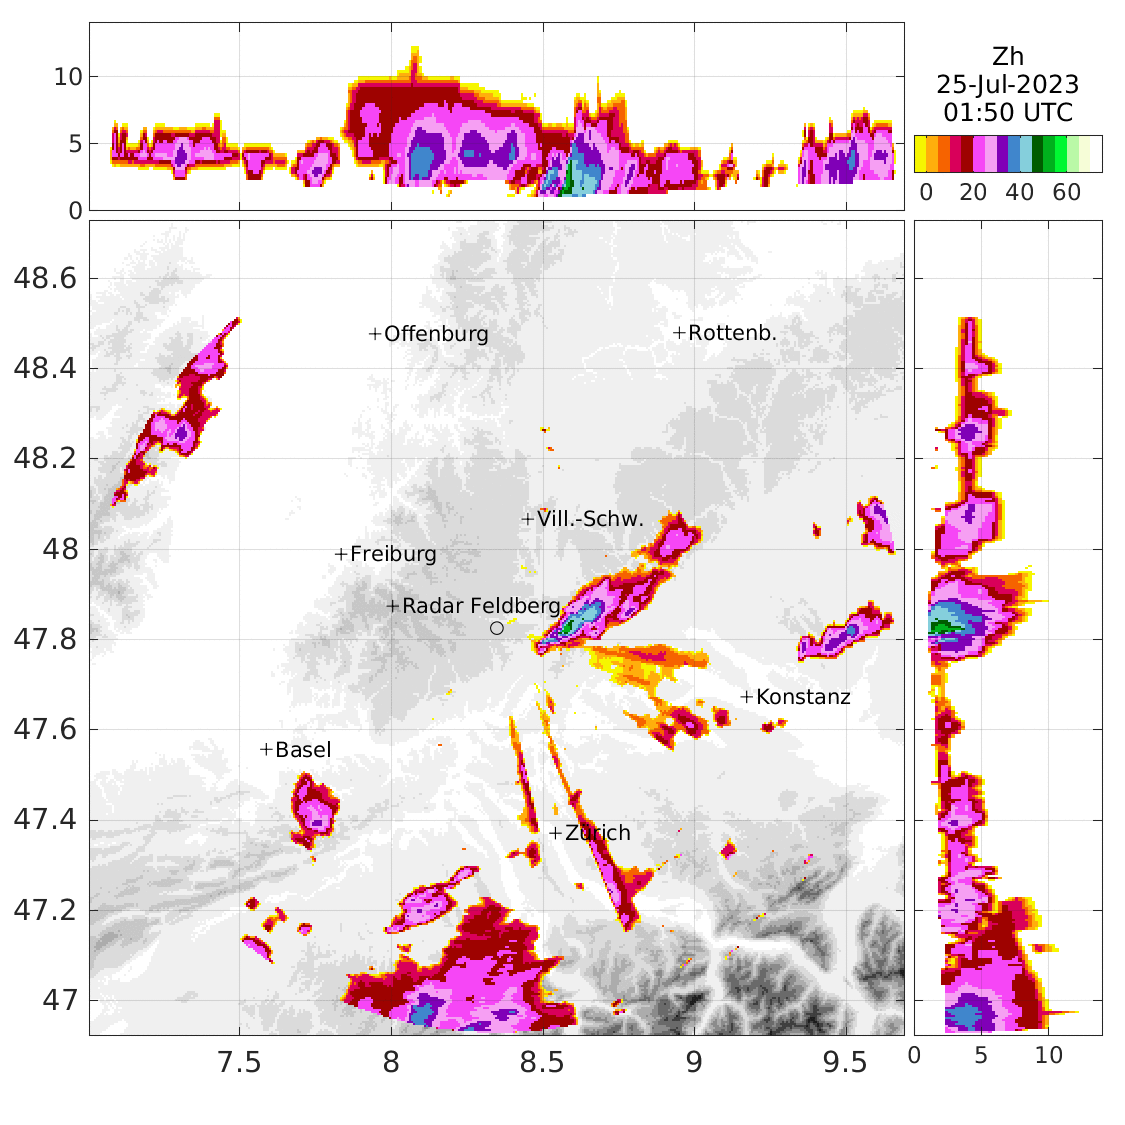 10
5
0
Zh
25-Jul-2023
01:50 UTC
0 20 40 60
48.6
48.4
48.2
48
47.8
47.6
47.4
47.2
47
+Offenburg
+Rottenb.
+Vill.-Schw.
+Freiburg
+Radar Feldberg
+Konstanz
+Basel
+Zürich
7.5 8 8.5 9 9.5
0 5 10